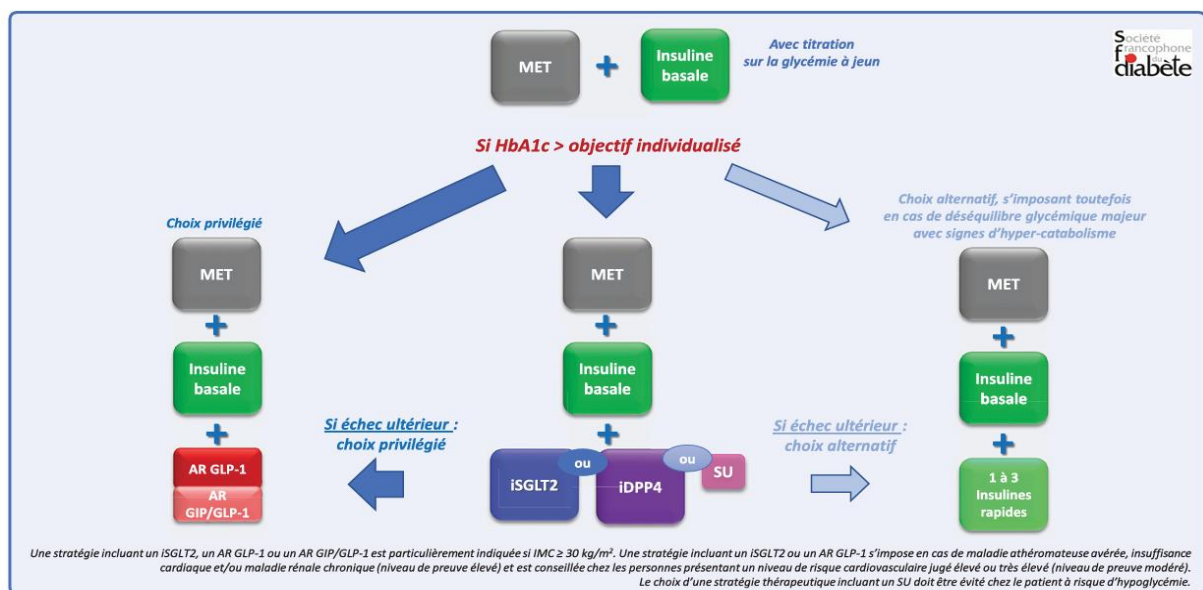 Société
francophone
du
diabète
MET
+
Insuline
basale
Avec titration
sur la glycémie à jeun
Si HbA1c > objectif individualisé
Choix privilégié
MET
+
Insuline
basale
+
AR GLP-1
AR
GIP/GLP-1
Si échec ultérieur :
choix privilégié
MET
+
Insuline
basale
+
iSGLT2
ou
iDPP4
ou
SU
Si échec ultérieur :
choix alternatif
Choix alternatif, s’imposant toutefois
en cas de déséquilibre glycémique majeur
avec signes d’hyper-catabolisme
MET
+
Insuline
basale
+
1 à 3
Insulines
rapides
Une stratégie incluant un iSGLT2, un AR GLP-1 ou un AR GIP/GLP-1 est particulièrement indiquée si IMC ≥ 30 kg/m². Une stratégie incluant un iSGLT2 ou un AR GLP-1 s’impose en cas de maladie athéromateuse avérée, insuffisance
cardiaque et/ou maladie rénale chronique (niveau de preuve élevé) et est conseillée chez les personnes présentant un niveau de risque cardiovasculaire jugé élevé ou très élevé (niveau de preuve modéré).
Le choix d’une stratégie thérapeutique incluant un SU doit être évité chez le patient à risque d’hypoglycémie.